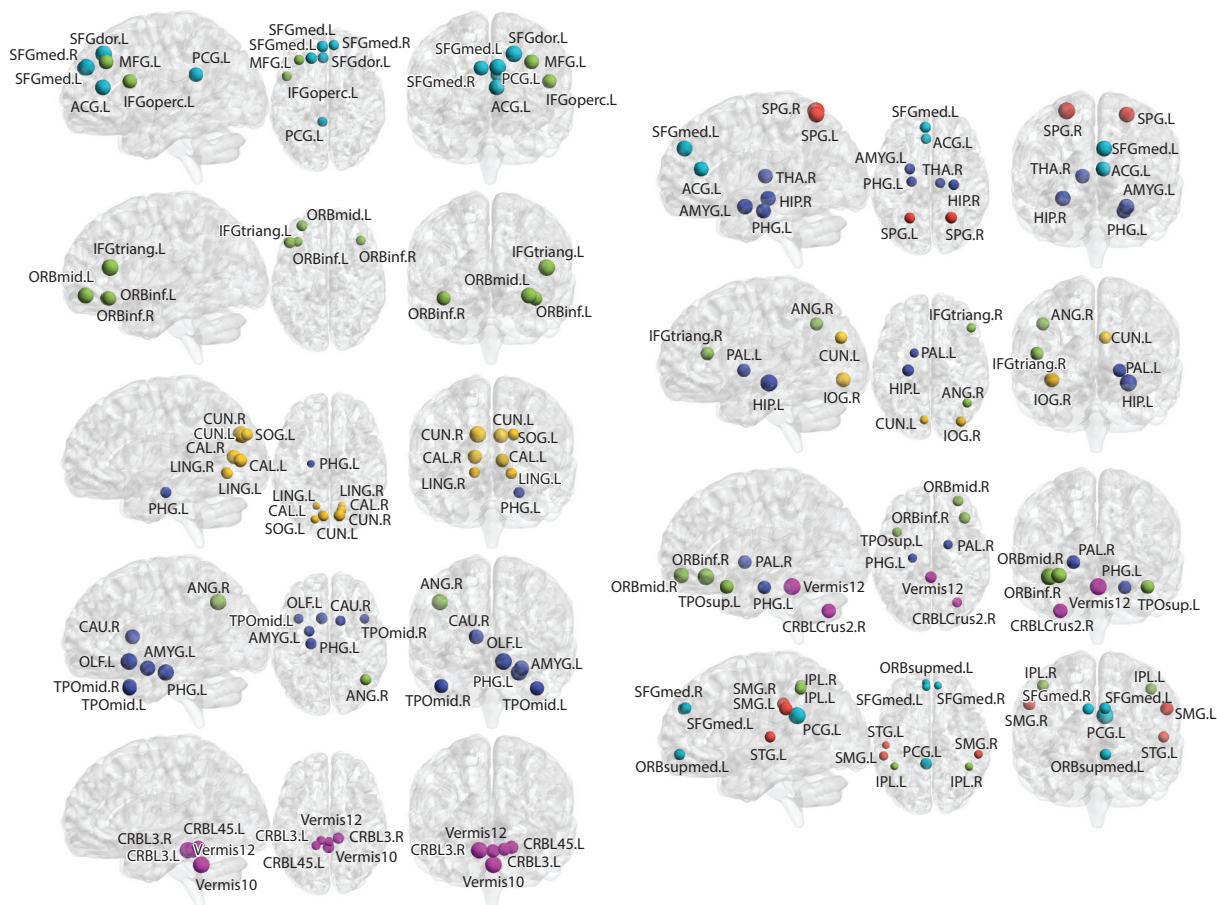 SFGdor.L
SFGmed.R
MFG.L
PCG.L
SFGmed.L
IFGoperc.L
ACG.L
SFGmed.L
SFGmed.L
SFGmed.R
MFG.L
SFGdor.L
IFGoperc.L
PCG.L
SFGdor.L
SFGmed.L
MFG.L
SFGmed.R
PCG.L
IFGoperc.L
ACG.L
IFGtriang.L
ORBmid.L
ORBinf.L
ORBinf.R
ORBmid.L
IFGtriang.L
ORBinf.L
ORBinf.R
IFGtriang.L
ORBmid.L
ORBinf.R
ORBinf.L
CUN.R
CUN.L
SOG.L
CAL.R
LING.R
CAL.L
LING.L
PHG.L
PHG.L
LING.L
LING.R
CAL.L
CAL.R
SOG.L
CUN.R
CUN.L
CUN.L
CUN.R
SOG.L
CAL.R
CAL.L
LING.R
LING.L
PHG.L
ANG.R
CAU.R
OLF.L
AMYG.L
TPOmid.R
PHG.L
TPOmid.L
OLF.L
CAU.R
TPOmid.L
TPOmid.R
AMYG.L
PHG.L
ANG.R
ANG.R
CAU.R
OLF.L
AMYG.L
PHG.L
TPOmid.R
TPOmid.L
CRBL45.L
CRBL3.R
Vermis12
CRBL3.L
Vermis10
Vermis12
CRBL3.L
CRBL3.R
Vermis10
CRBL45.L
Vermis12
CRBL45.L
CRBL3.R
CRBL3.L
Vermis10
SPG.R
SPG.L
SFGmed.L
ACG.L
THA.R
HIP.R
AMYG.L
PHG.L
SFGmed.L
ACG.L
AMYG.L
THA.R
PHG.L
HIP.R
SPG.L
SPG.R
SPG.R
SPG.L
SFGmed.L
THA.R
ACG.L
AMYG.L
HIP.R
PHG.L
ANG.R
IFGtriang.R
CUN.L
PAL.L
HIP.L
IOG.R
IFGtriang.R
PAL.L
HIP.L
ANG.R
CUN.L
IOG.R
ANG.R
CUN.L
IFGtriang.R
PAL.L
IOG.R
HIP.L
ORBinf.R
PAL.R
ORBmid.R
TPOsup.L
PHG.L
Vermis12
CRBLCrus2.R
ORBmid.R
ORBinf.R
TPOsup.L
PAL.R
PHG.L
Vermis12
CRBLCrus2.R
PAL.R
ORBmid.R
PHG.L
ORBinf.R
Vermis12
TPOsup.L
CRBLCrus2.R
SFGmed.R
SMG.R
IPL.R
SMG.L
IPL.L
SFGmed.L
PCG.L
STG.L
ORBsupmed.L
ORBsupmed.L
SFGmed.L
SFGmed.R
STG.L
PCG.L
SMG.R
SMG.L
IPL.L
IPL.R
IPL.R
IPL.L
SFGmed.R
SFGmed.L
SMG.R
PCG.L
SMG.L
STG.L
ORBsupmed.L